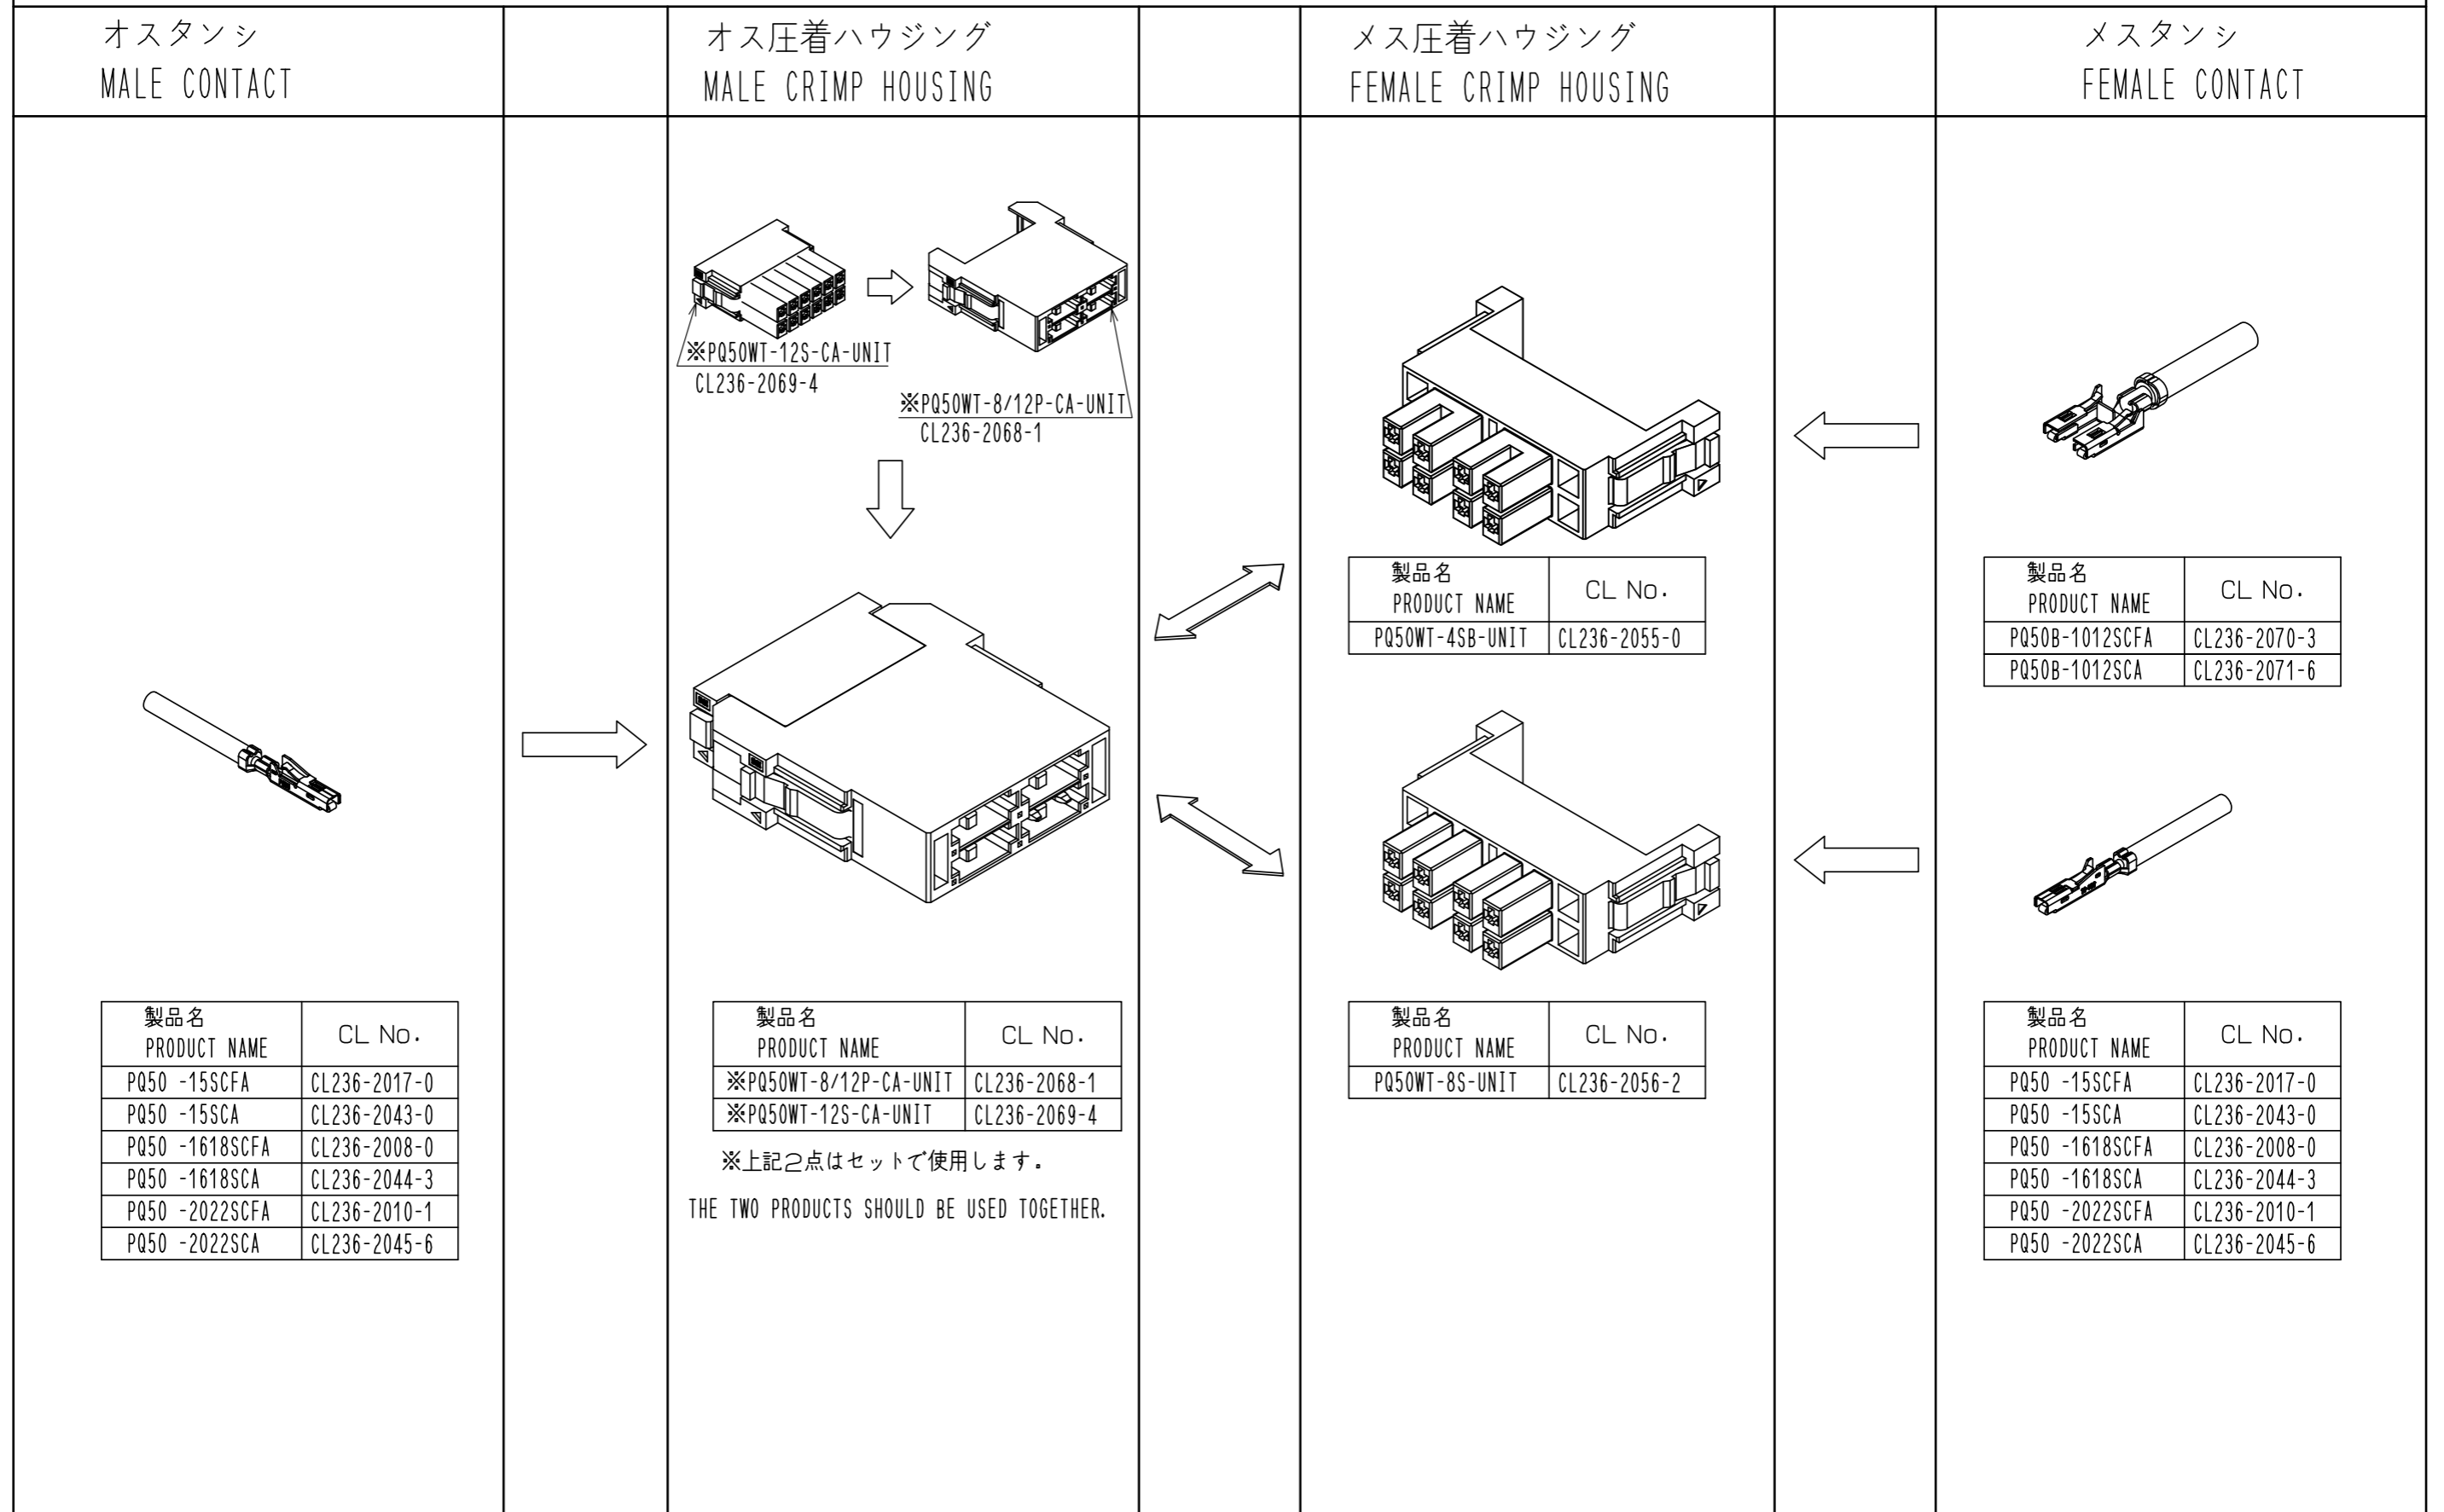 オスタンシ
MALE CONTACT
オス圧着ハウジング
MALE CRIMP HOUSING
メス圧着ハウジング
FEMALE CRIMP HOUSING
メスタンシ
FEMALE CONTACT
※PQ50WT-12S-CA-UNIT
CL236-2069-4
※PQ50WT-8/12P-CA-UNIT
CL236-2068-1
製品名
PRODUCT NAME
CL No.
PQ50WT-4SB-UNIT CL236-2055-0
製品名
PRODUCT NAME
CL No.
PQ50B-1012SCFA CL236-2070-3
PQ50B-1012SCA CL236-2071-6
製品名
PRODUCT NAME
CL No.
PQ50 -15SCFA CL236-2017-0
PQ50 -15SCA CL236-2043-0
PQ50 -1618SCFA CL236-2008-0
PQ50 -1618SCA CL236-2044-3
PQ50 -2022SCFA CL236-2010-1
PQ50 -2022SCA CL236-2045-6
製品名
PRODUCT NAME
CL No.
※PQ50WT-8/12P-CA-UNIT CL236-2068-1
※PQ50WT-12S-CA-UNIT CL236-2069-4
※上記2点はセットで使用します。
THE TWO PRODUCTS SHOULD BE USED TOGETHER.
製品名
PRODUCT NAME
CL No.
PQ50WT-8S-UNIT CL236-2056-2
製品名
PRODUCT NAME
CL No.
PQ50 -15SCFA CL236-2017-0
PQ50 -15SCA CL236-2043-0
PQ50 -1618SCFA CL236-2008-0
PQ50 -1618SCA CL236-2044-3
PQ50 -2022SCFA CL236-2010-1
PQ50 -2022SCA CL236-2045-6